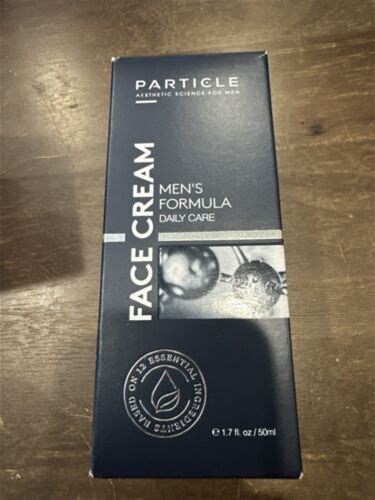 PARTICLE
AESTHETIC SCIENCE FOR MEN
FACE CREAM
MEN'S
FORMULA
DAILY CARE
BASED ON 12 ESSENTIAL INGREDIENTS
℮ 1.7 fl. oz / 50ml